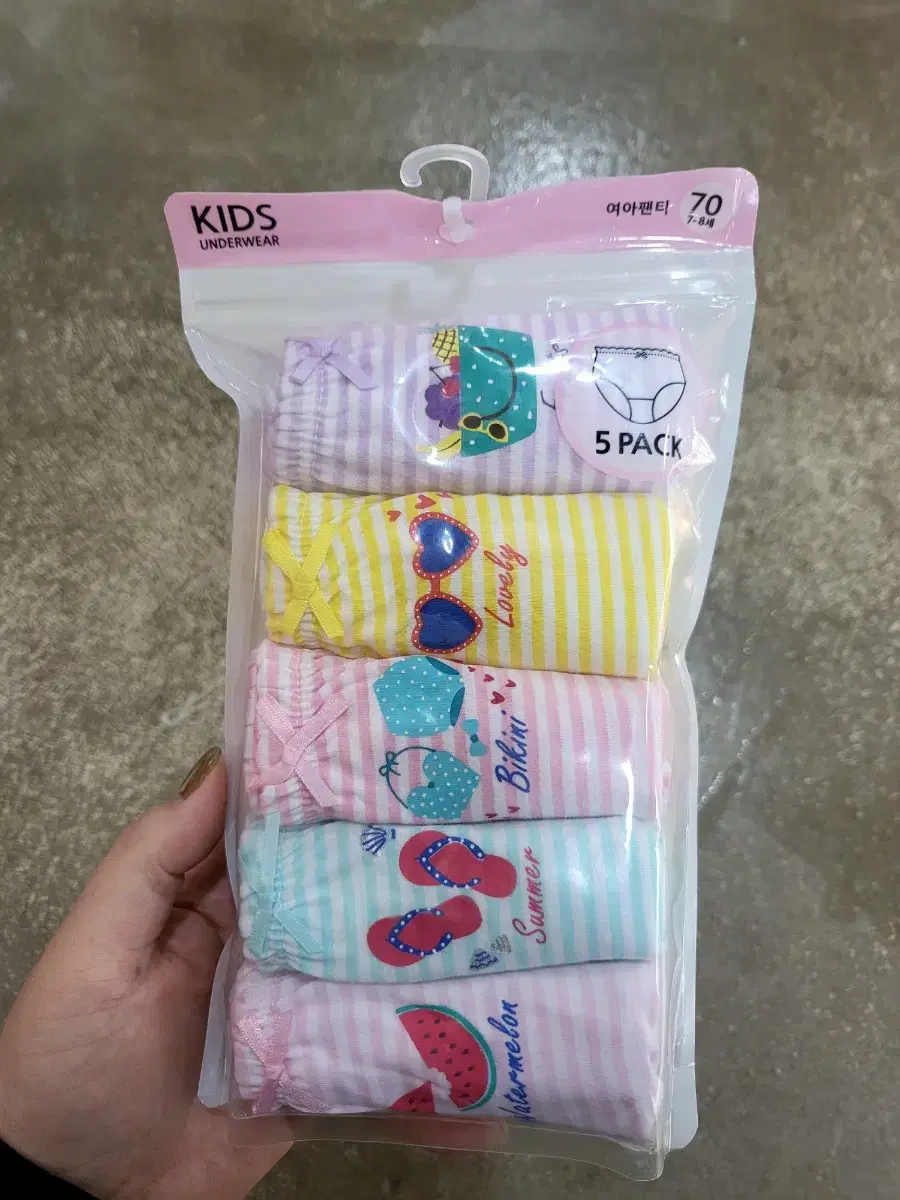 KIDS
UNDERWEAR
여아팬티
70
7-8세
5 PACK
Lovely
Bikini
Summer
Watermelon